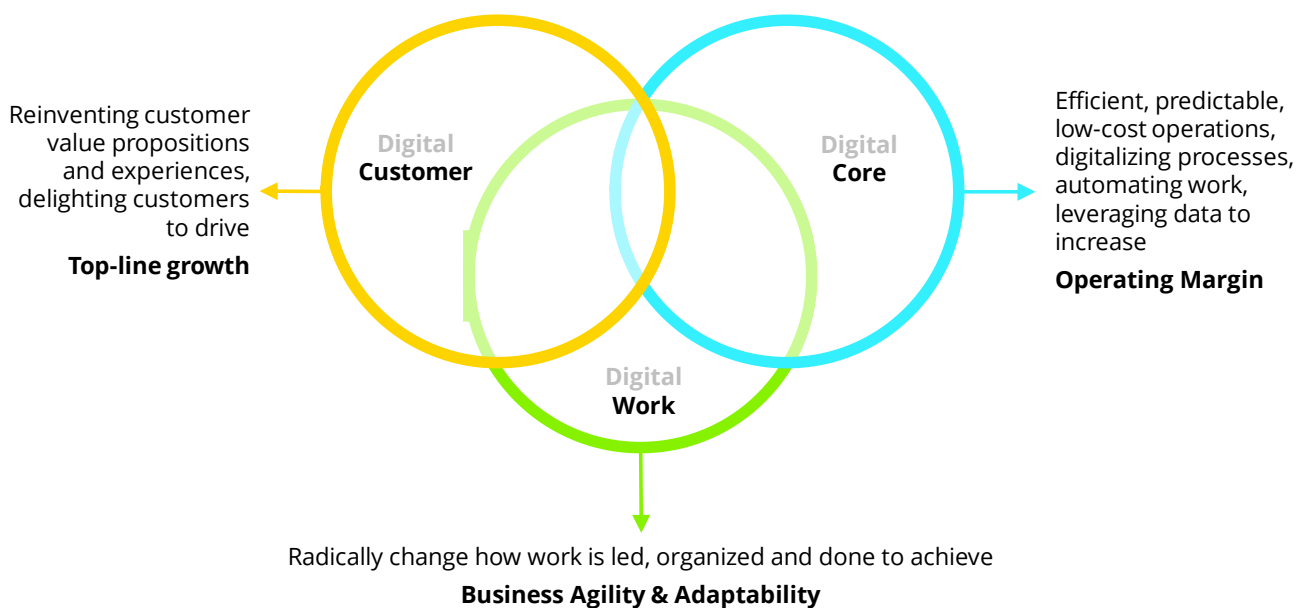 Reinventing customer
value propositions
and experiences,
delighting customers
to drive
Top-line growth
Digital
Customer
Digital
Core
Efficient, predictable,
low-cost operations,
digitalizing processes,
automating work,
leveraging data to
increase
Operating Margin
Digital
Work
Radically change how work is led, organized and done to achieve
Business Agility & Adaptability